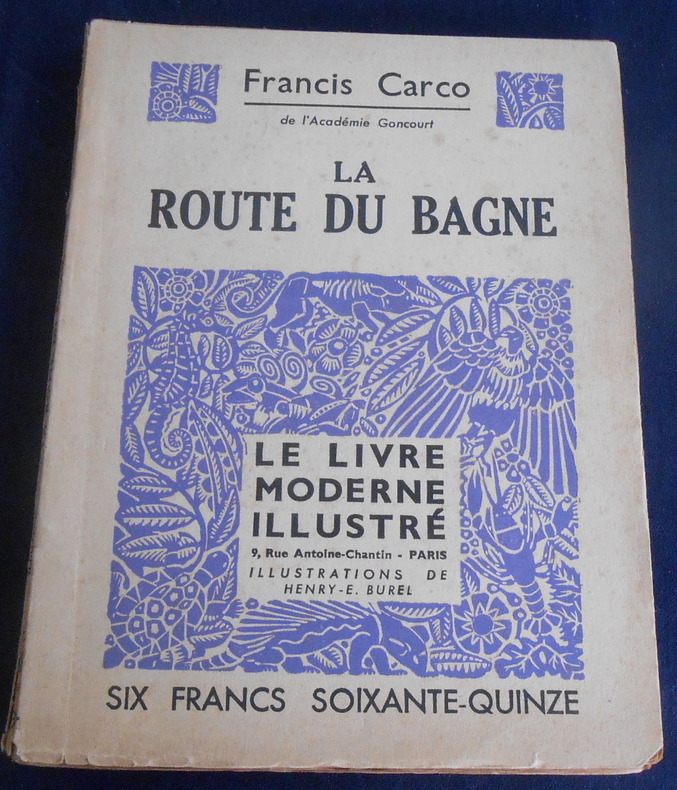 Francis Carco
de l'Académie Goncourt
LA
ROUTE DU BAGNE
LE LIVRE
MODERNE
ILLUSTRÉ
9, Rue Antoine-Chantin - PARIS
ILLUSTRATIONS DE
HENRY-E. BUREL
SIX FRANCS SOIXANTE-QUINZE